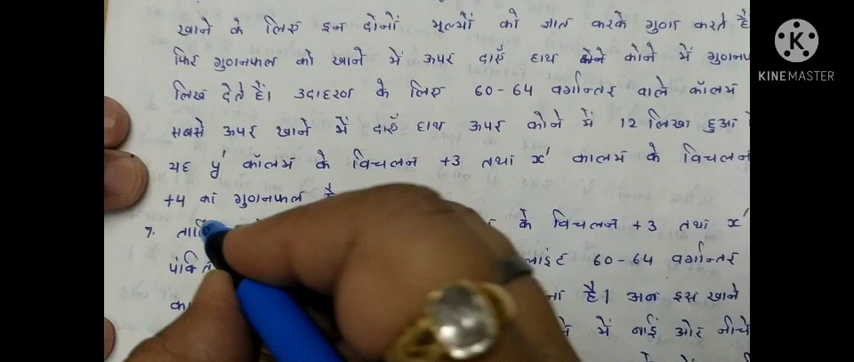 खाने के लिए इन दोनों मूल्यों को ज्ञात करके गुणा करते है
फिर गुणनफल को खाने में ऊपर दाएँ हाथ कोने में गुणनफ
लिख देते हैं। उदाहरण के लिए 60-64 वर्गान्तर वाले कॉलम
सबसे ऊपर खाने में दाएँ हाथ ऊपर कोने में 12 लिखा हुआ
यह y' कॉलम के विचलन +3 तथा x' कालम के विचलन
+4 का गुणनफल है
9. के विचलन +3 तथा x'
पंक्ति 60-64 वर्गान्तर
का है। अब इस खाने
में बाईं ओर नीचे
KINEMASTER